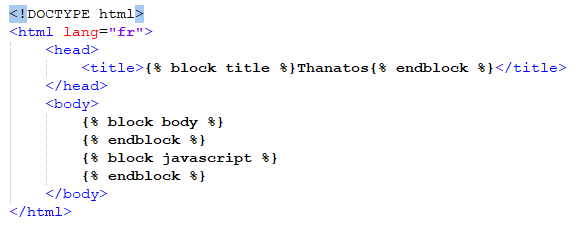 <!DOCTYPE html>
<html lang="fr">
    <head>
        <title>{% block title %}Thanatos{% endblock %}</title>
    </head>
    <body>
        {% block body %}
        {% endblock %}
        {% block javascript %}
        {% endblock %}
    </body>
</html>